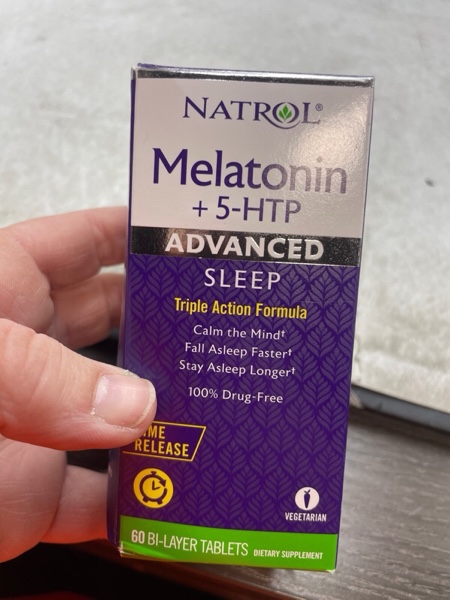 NATROL®
Melatonin
+ 5-HTP
ADVANCED
SLEEP
Triple Action Formula
Calm the Mind†
Fall Asleep Faster†
Stay Asleep Longer†
100% Drug-Free
RELEASE
VEGETARIAN
60 BI-LAYER TABLETS DIETARY SUPPLEMENT